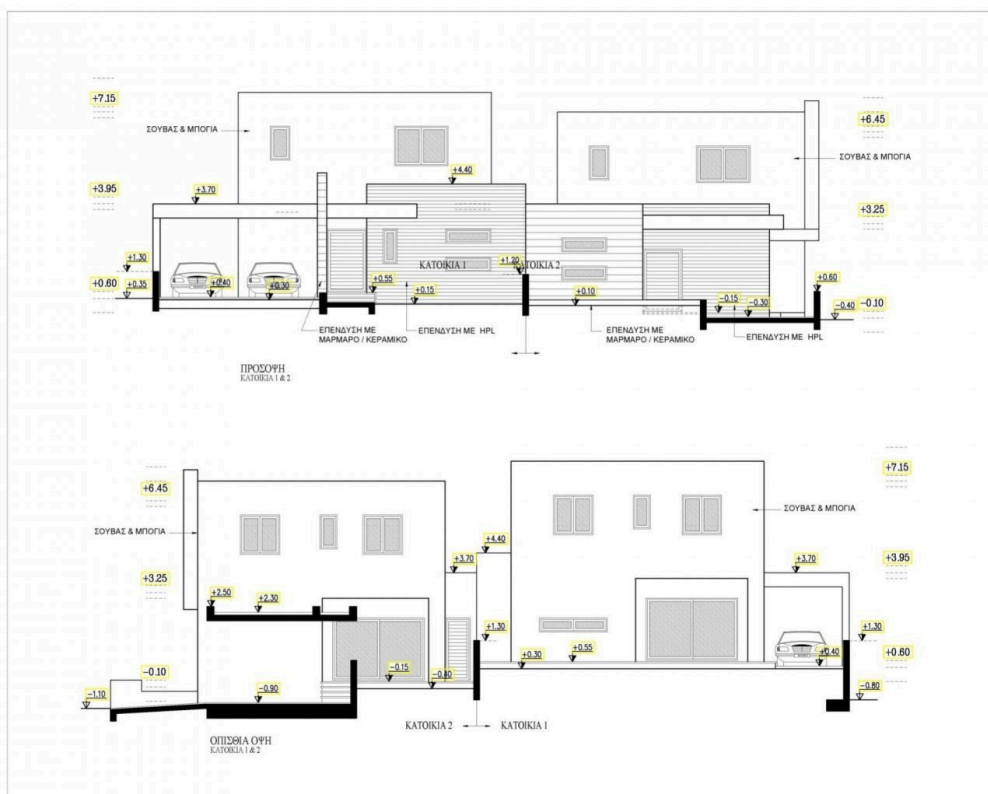 +7.15
ΣΟΥΒΑΣ & ΜΠΟΓΙΑ
+6.45
ΣΟΥΒΑΣ & ΜΠΟΓΙΑ
+4.40
+3.95
+3.70
+3.25
+1.30
ΚΑΤΟΙΚΙΑ 1
+1.20
ΚΑΤΟΙΚΙΑ 2
+0.60
+0.35
+0.40
+0.30
+0.55
+0.15
+0.10
-0.15
-0.30
+0.60
-0.40
-0.10
ΕΠΕΝΔΥΣΗ ΜΕ
ΜΑΡΜΑΡΟ / ΚΕΡΑΜΙΚΟ
ΕΠΕΝΔΥΣΗ ΜΕ HPL
ΕΠΕΝΔΥΣΗ ΜΕ
ΜΑΡΜΑΡΟ / ΚΕΡΑΜΙΚΟ
ΕΠΕΝΔΥΣΗ ΜΕ HPL
ΠΡΟΣΟΨΗ
ΚΑΤΟΙΚΙΑ 1 & 2
+7.15
+6.45
ΣΟΥΒΑΣ & ΜΠΟΓΙΑ
ΣΟΥΒΑΣ & ΜΠΟΓΙΑ
+4.40
+3.70
+3.70
+3.95
+3.25
+2.50
+2.30
+1.30
+1.30
-0.10
-0.15
-0.40
+0.30
+0.55
+0.40
+0.60
-1.10
-0.90
-0.80
ΚΑΤΟΙΚΙΑ 2
ΚΑΤΟΙΚΙΑ 1
ΟΠΙΣΘΙΑ ΟΨΗ
ΚΑΤΟΙΚΙΑ 1 & 2